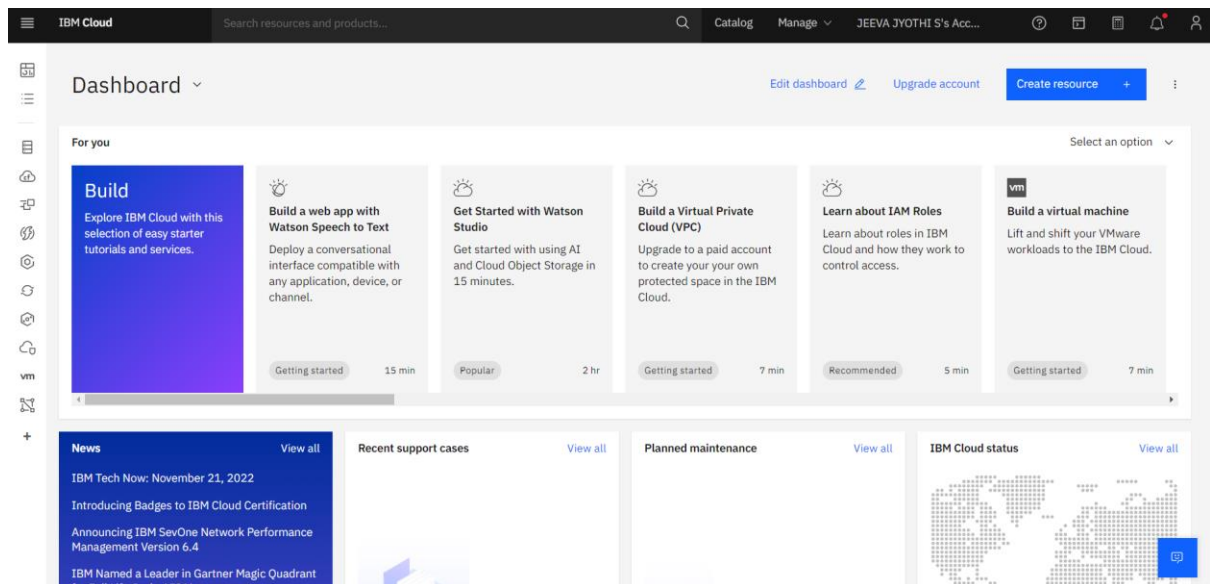 IBM Cloud
Search resources and products...
Catalog
Manage
JEEVA JYOTHI S's Acc...
Dashboard
Edit dashboard
Upgrade account
Create resource +
For you
Select an option
Build
Explore IBM Cloud with this
selection of easy starter
tutorials and services.
Build a web app with
Watson Speech to Text
Deploy a conversational
interface compatible with
any application, device, or
channel.
Getting started
15 min
Get Started with Watson
Studio
Get started with using AI
and Cloud Object Storage in
15 minutes.
Popular
2 hr
Build a Virtual Private
Cloud (VPC)
Upgrade to a paid account
to create your your own
protected space in the IBM
Cloud.
Getting started
7 min
Learn about IAM Roles
Learn about roles in IBM
Cloud and how they work to
control access.
Recommended
5 min
vm
Build a virtual machine
Lift and shift your VMware
workloads to the IBM Cloud.
Getting started
7 min
vm
+
News
View all
IBM Tech Now: November 21, 2022
Introducing Badges to IBM Cloud Certification
Announcing IBM SevOne Network Performance
Management Version 6.4
IBM Named a Leader in Gartner Magic Quadrant
Recent support cases
View all
Planned maintenance
View all
IBM Cloud status
View all